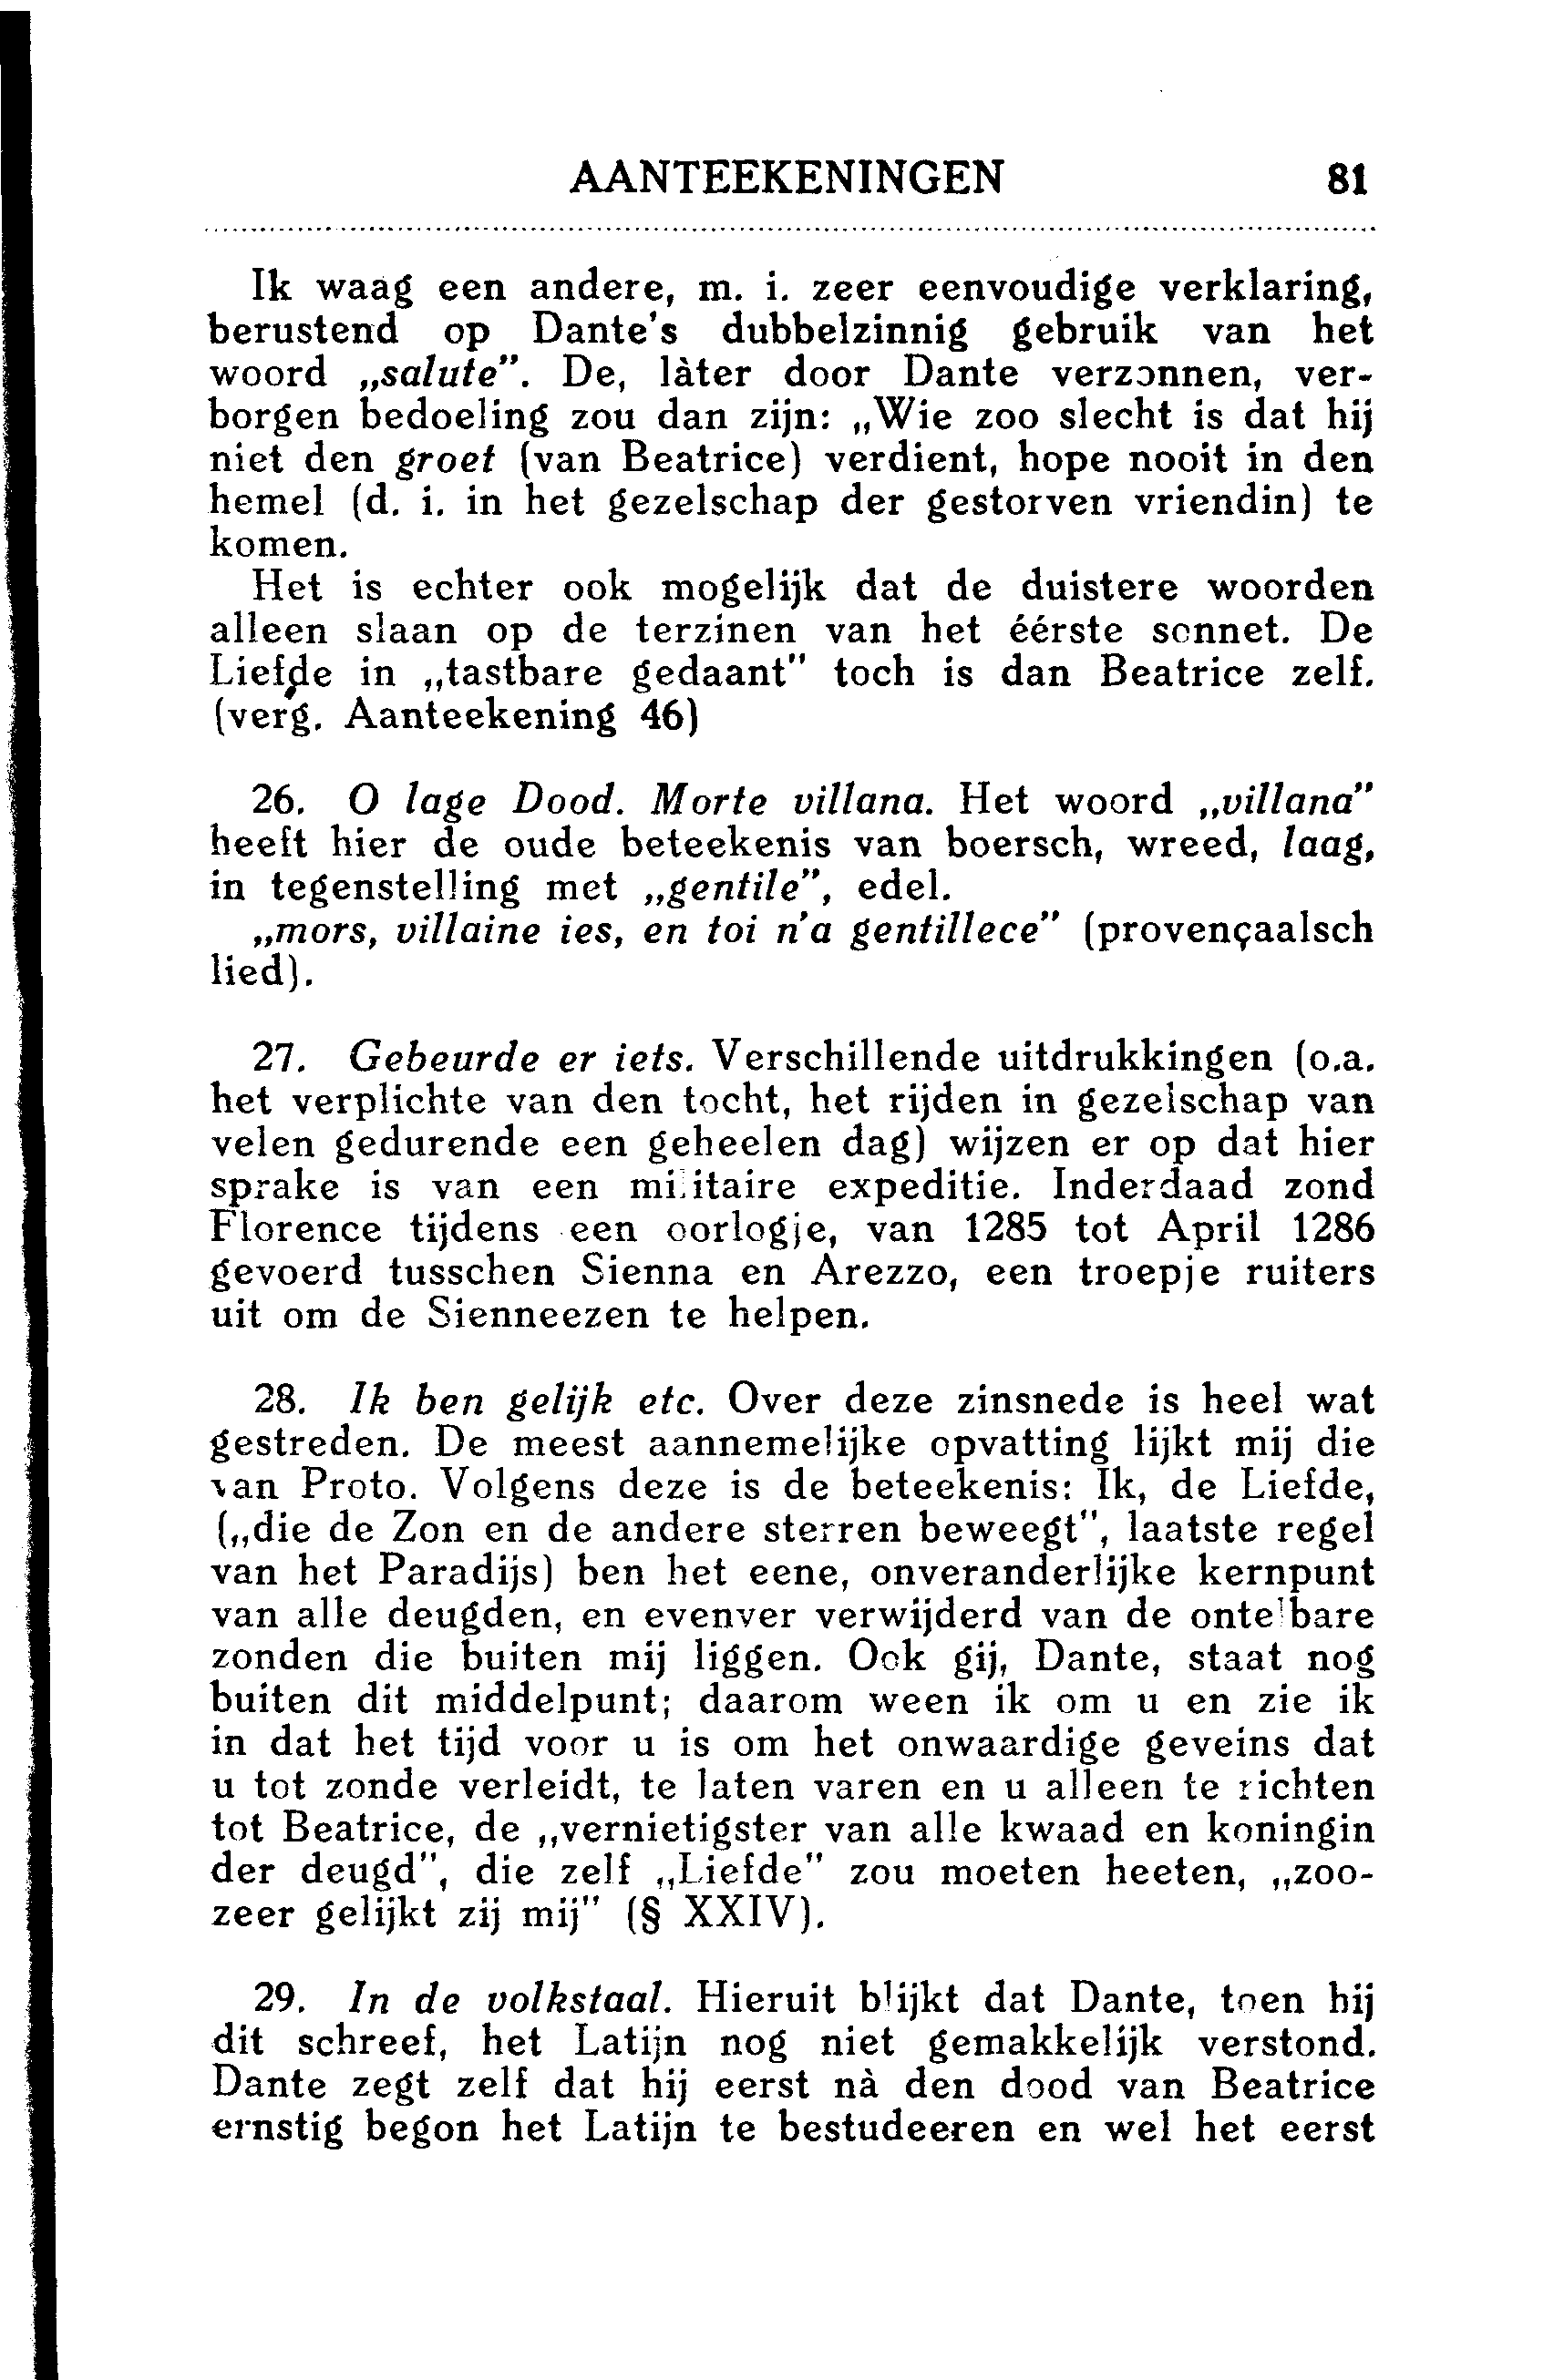 AANTEEKENINGEN 81
Ik waag een andere, m. i. zeer eenvoudige verklaring,
berustend op Dante's dubbelzinnig gebruik van het
woord „salute”. De, làter door Dante verzonnen, ver-
borgen bedoeling zou dan zijn: „Wie zoo slecht is dat hij
niet den groet (van Beatrice) verdient, hope nooit in den
hemel (d. i. in het gezelschap der gestorven vriendin) te
komen.
Het is echter ook mogelijk dat de duistere woorden
alleen slaan op de terzinen van het éérste sonnet. De
Liefde in „tastbare gedaant” toch is dan Beatrice zelf.
(verg. Aanteekening 46)
26. O lage Dood. Morte villana. Het woord „villana”
heeft hier de oude beteekenis van boersch, wreed, laag,
in tegenstelling met „gentile”, edel.
„mors, villaine ies, en toi n'a gentillece” (provençaalsch
lied).
27. Gebeurde er iets. Verschillende uitdrukkingen (o.a.
het verplichte van den tocht, het rijden in gezelschap van
velen gedurende een geheelen dag) wijzen er op dat hier
sprake is van een militaire expeditie. Inderdaad zond
Florence tijdens een oorlogje, van 1285 tot April 1286
gevoerd tusschen Sienna en Arezzo, een troepje ruiters
uit om de Sienneezen te helpen.
28. Ik ben gelijk etc. Over deze zinsnede is heel wat
gestreden. De meest aannemelijke opvatting lijkt mij die
van Proto. Volgens deze is de beteekenis: Ik, de Liefde,
(„die de Zon en de andere sterren beweegt”, laatste regel
van het Paradijs) ben het eene, onveranderlijke kernpunt
van alle deugden, en evenver verwijderd van de ontelbare
zonden die buiten mij liggen. Ook gij, Dante, staat nog
buiten dit middelpunt; daarom ween ik om u en zie ik
in dat het tijd voor u is om het onwaardige geveins dat
u tot zonde verleidt, te laten varen en u alleen te richten
tot Beatrice, de „vernietigster van alle kwaad en koningin
der deugd”, die zelf „Liefde” zou moeten heeten, „zoo-
zeer gelijkt zij mij” (§ XXIV).
29. In de volkstaal. Hieruit blijkt dat Dante, toen hij
dit schreef, het Latijn nog niet gemakkelijk verstond.
Dante zegt zelf dat hij eerst nà den dood van Beatrice
ernstig begon het Latijn te bestudeeren en wel het eerst